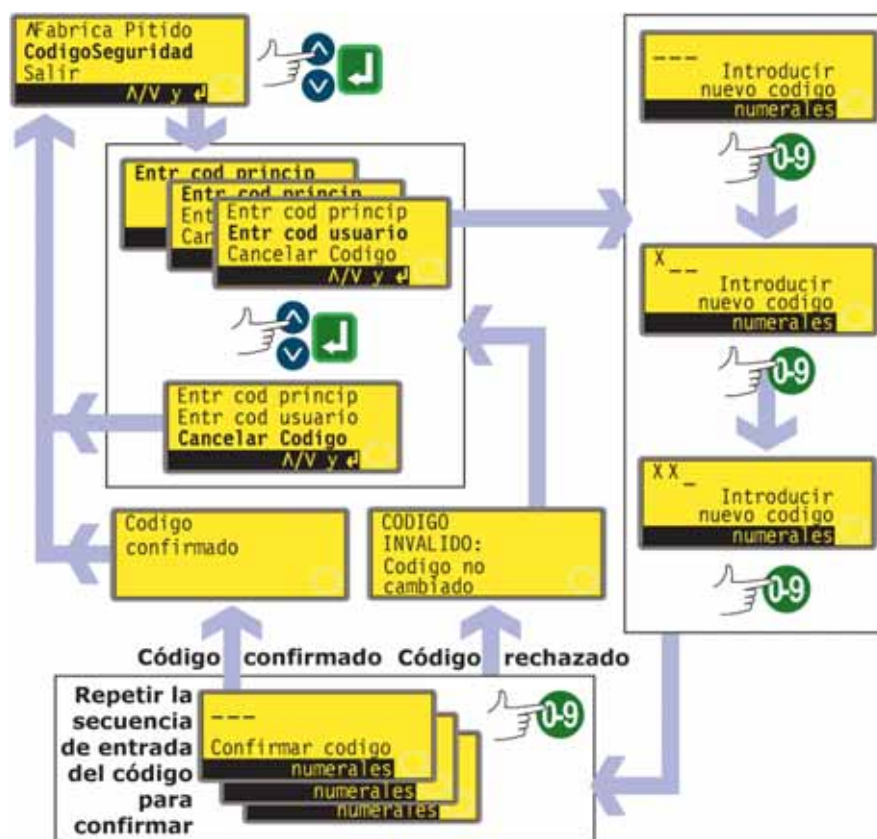 ΛFabrica Pitido
CodigoSeguridad
Salir
Λ/V y ↲
Entr cod princip
Entr cod princip
Ent
Car
Entr cod princip
Entr cod usuario
Cancelar Codigo
Λ/V y ↲
Entr cod princip
Entr cod usuario
Cancelar Codigo
Λ/V y ↲
_ _ _
Introducir
nuevo codigo
numerales
0-9
X _ _
Introducir
nuevo codigo
numerales
0-9
X X _
Introducir
nuevo codigo
numerales
0-9
Codigo
confirmado
CODIGO
INVALIDO:
Codigo no
cambiado
Código confirmado
Código rechazado
Repetir la
secuencia
de entrada
del código
para
confirmar
_ _ _
Confirmar codigo
numerales
numerales
numerales
0-9